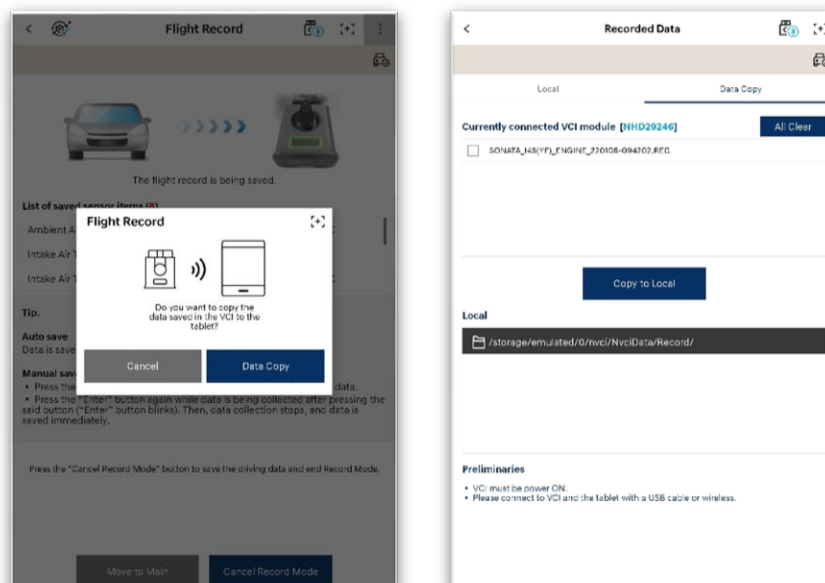 Flight Record
The flight record is being saved.
List of saved sensor items (8)
Ambient A
Intake Air T
Intake Air T
Flight Record
Do you want to copy the
data saved in the VCI to the
tablet?
Cancel
Data Copy
Tip.
Auto save
Data is save
Manual sav
• Press the
data.
• Press the "Enter" button again while data is being collected after pressing the
said button ("Enter" button blinks). Then, data collection stops, and data is
saved immediately.
Press the "Cancel Record Mode" button to save the driving data and end Record Mode.
Move to Main
Cancel Record Mode
Recorded Data
Local
Data Copy
Currently connected VCI module [NHD29246]
All Clear
SONATA_I45(YF)_ENGINE_220106-094202.REC
Copy to Local
Local
/storage/emulated/0/nvci/NvciData/Record/
Preliminaries
• VCI must be power ON.
• Please connect to VCI and the tablet with a USB cable or wireless.